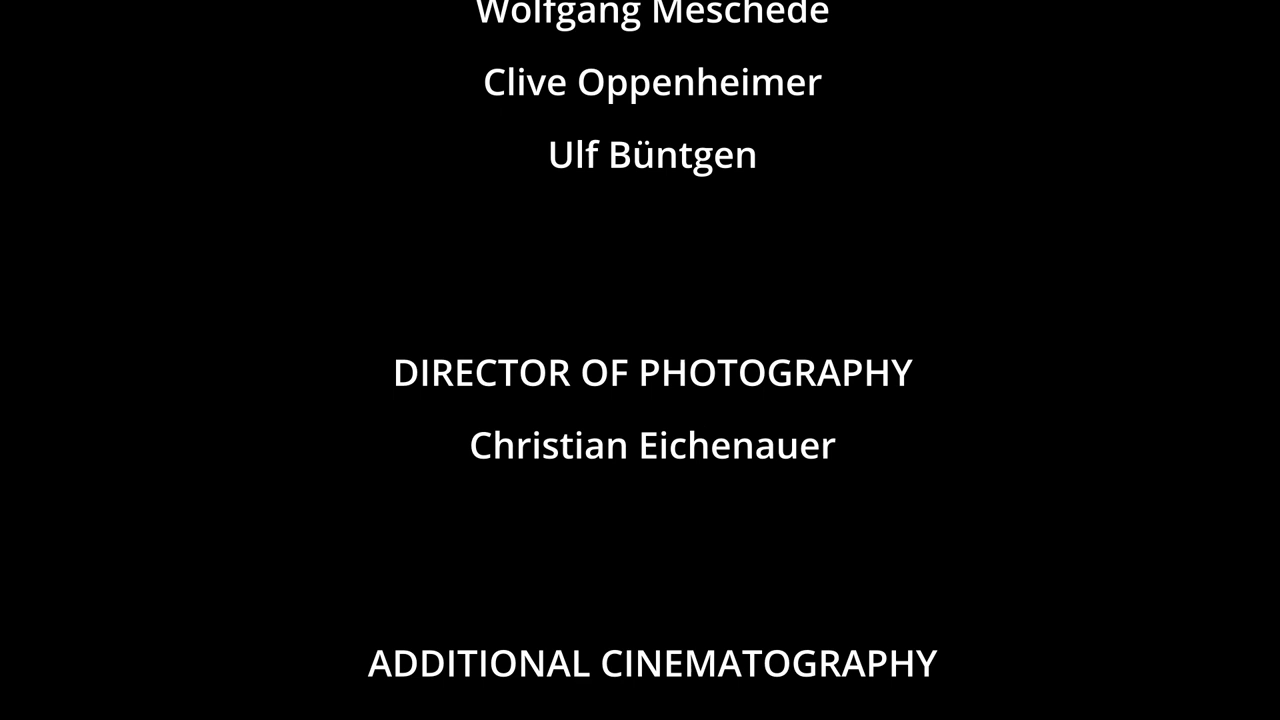 Wolfgang Meschede
Clive Oppenheimer
Ulf Büntgen
DIRECTOR OF PHOTOGRAPHY
Christian Eichenauer
ADDITIONAL CINEMATOGRAPHY